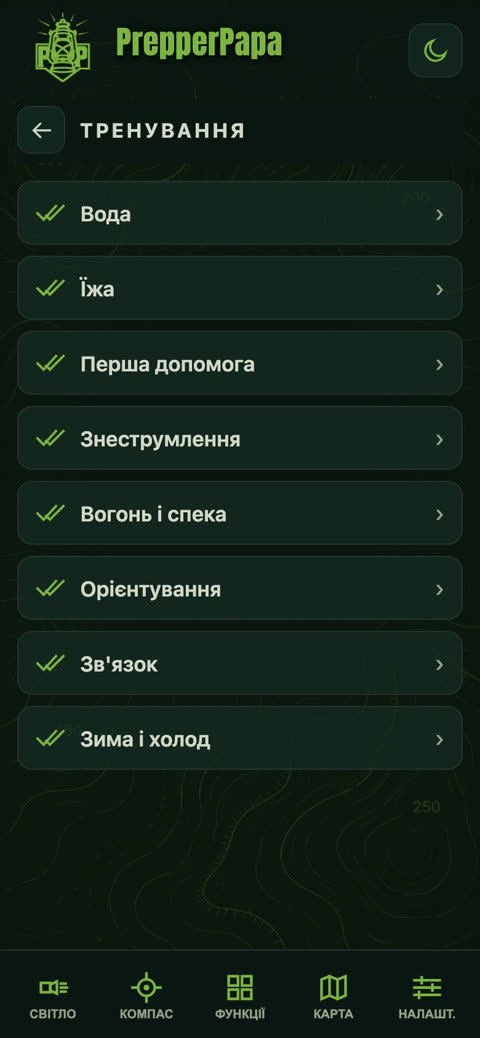 PrepperPapa
ТРЕНУВАННЯ
Вода
Їжа
Перша допомога
Знеструмлення
Вогонь і спека
Орієнтування
Зв'язок
Зима і холод
250
СВІТЛО
КОМПАС
ФУНКЦІЇ
КАРТА
НАЛАШТ.